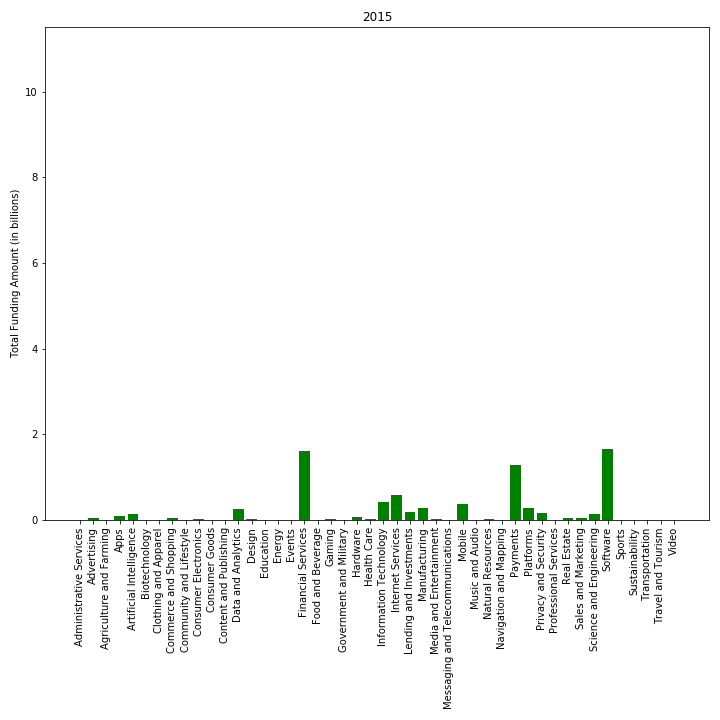 2015
Total Funding Amount (in billions)
10
8
6
4
2
0
Administrative Services
Advertising
Agriculture and Farming
Apps
Artificial Intelligence
Biotechnology
Clothing and Apparel
Commerce and Shopping
Community and Lifestyle
Consumer Electronics
Consumer Goods
Content and Publishing
Data and Analytics
Design
Education
Energy
Events
Financial Services
Food and Beverage
Gaming
Government and Military
Hardware
Health Care
Information Technology
Internet Services
Lending and Investments
Manufacturing
Media and Entertainment
Messaging and Telecommunications
Mobile
Music and Audio
Natural Resources
Navigation and Mapping
Payments
Platforms
Privacy and Security
Professional Services
Real Estate
Sales and Marketing
Science and Engineering
Software
Sports
Sustainability
Transportation
Travel and Tourism
Video